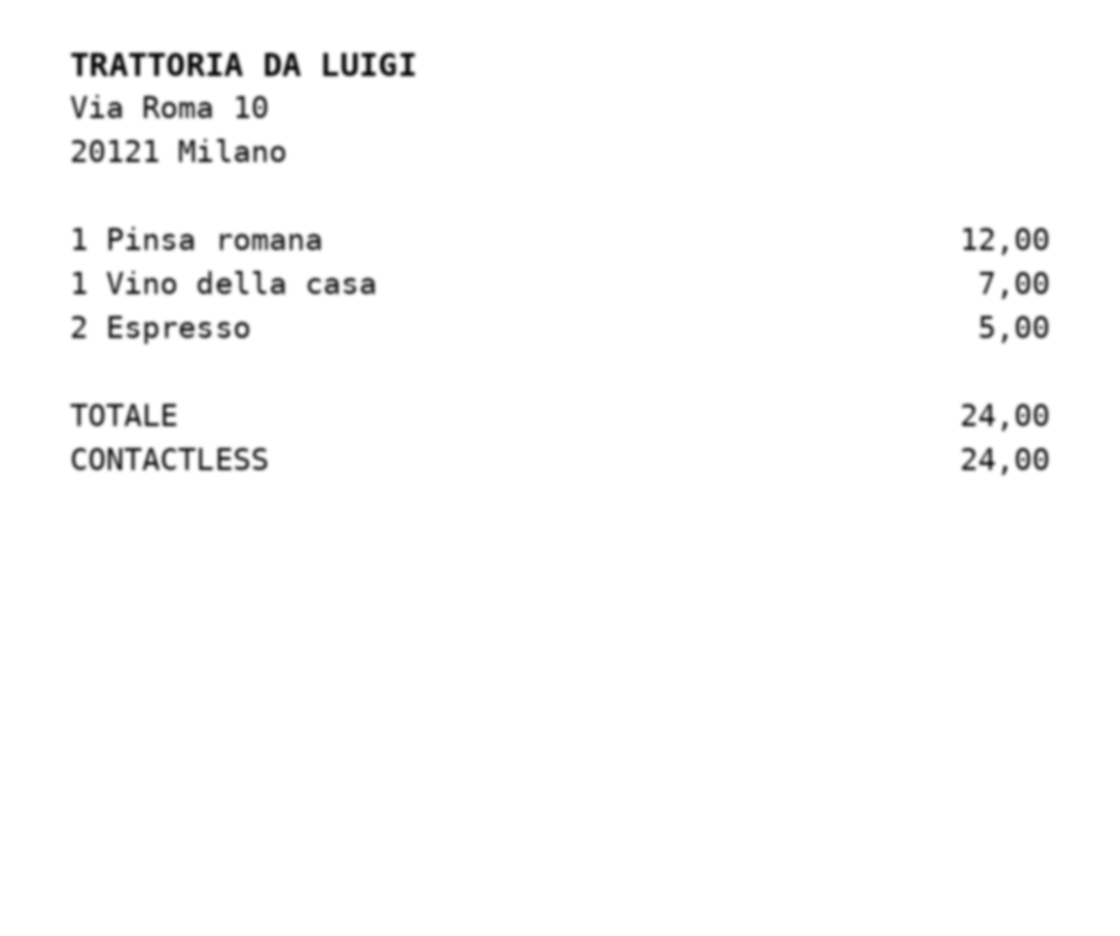 TRATTORIA DA LUIGI
Via Roma 10
20121 Milano
1 Pinsa romana 12,00
1 Vino della casa 7,00
2 Espresso 5,00
TOTALE 24,00
CONTACTLESS 24,00